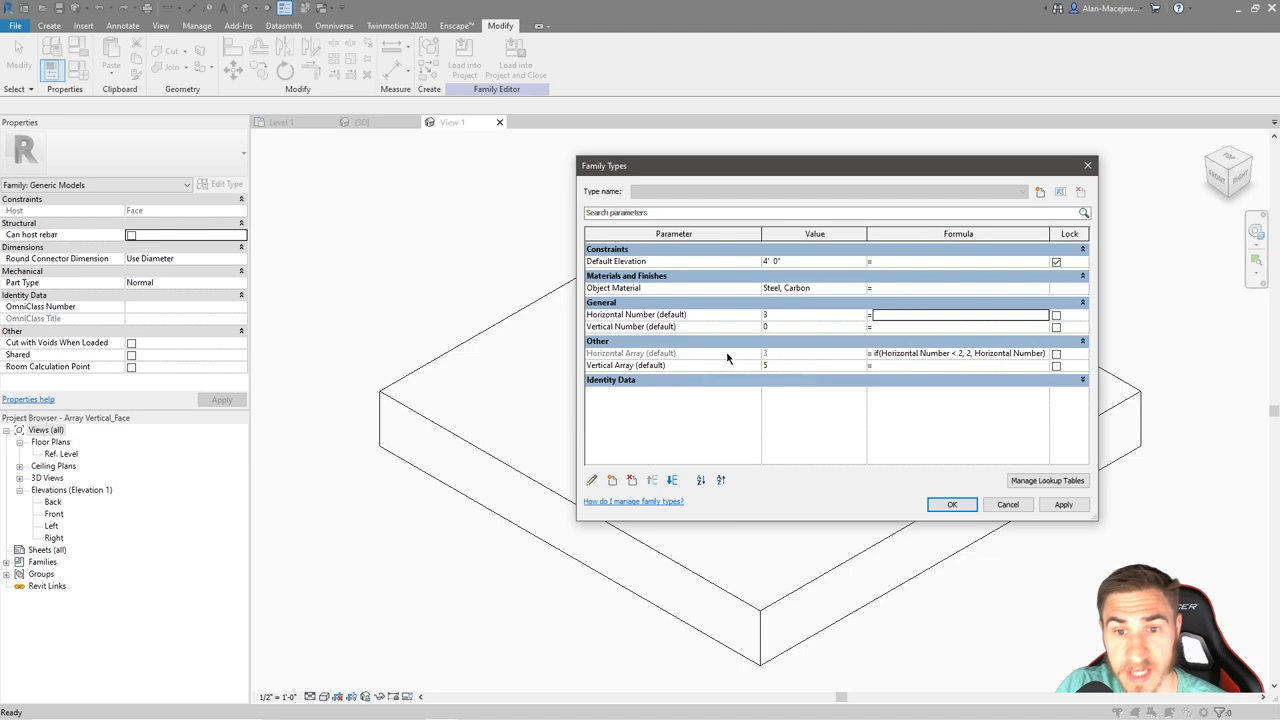 Alan-Macejew...
File Create Insert Annotate View Manage Add-Ins Datasmith Omniverse Twinmotion 2020 Enscape™ Modify
Modify Paste Cut Join Load into Project Load into Project and Close
Select Properties Clipboard Geometry Modify Measure Create Family Editor
Properties
Level 1 {3D} View 1
Family: Generic Models Edit Type
Constraints
Host Face
Structural
Can host rebar
Dimensions
Round Connector Dimension Use Diameter
Mechanical
Part Type Normal
Identity Data
OmniClass Number
OmniClass Title
Other
Cut with Voids When Loaded
Shared
Room Calculation Point
Properties help Apply
Project Browser - Array Vertical_Face
Views (all)
Floor Plans
Ref. Level
Ceiling Plans
3D Views
Elevations (Elevation 1)
Back
Front
Left
Right
Sheets (all)
Families
Groups
Revit Links
Family Types
Type name:
Search parameters
Parameter Value Formula Lock
Constraints
Default Elevation 4' 0" =
Materials and Finishes
Object Material Steel, Carbon =
General
Horizontal Number (default) 3 =
Vertical Number (default) 0 =
Other
Horizontal Array (default) 3 = if(Horizontal Number < 2, 2, Horizontal Number)
Vertical Array (default) 5 =
Identity Data
Manage Lookup Tables
How do I manage family types?
OK Cancel Apply
TOP
FRONT RIGHT
1/2" = 1'-0"
Ready
:0